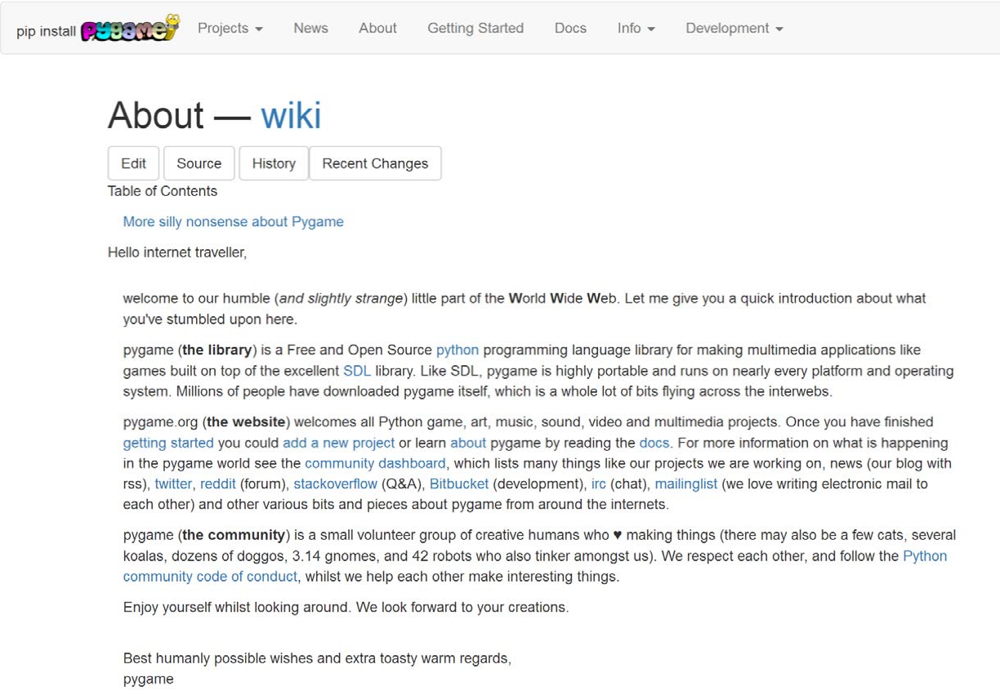 pip install pygame Projects News About Getting Started Docs Info Development
About — wiki
Edit Source History Recent Changes
Table of Contents
More silly nonsense about Pygame
Hello internet traveller,
welcome to our humble (and slightly strange) little part of the World Wide Web. Let me give you a quick introduction about what
you've stumbled upon here.
pygame (the library) is a Free and Open Source python programming language library for making multimedia applications like
games built on top of the excellent SDL library. Like SDL, pygame is highly portable and runs on nearly every platform and operating
system. Millions of people have downloaded pygame itself, which is a whole lot of bits flying across the interwebs.
pygame.org (the website) welcomes all Python game, art, music, sound, video and multimedia projects. Once you have finished
getting started you could add a new project or learn about pygame by reading the docs. For more information on what is happening
in the pygame world see the community dashboard, which lists many things like our projects we are working on, news (our blog with
rss), twitter, reddit (forum), stackoverflow (Q&A), Bitbucket (development), irc (chat), mailinglist (we love writing electronic mail to
each other) and other various bits and pieces about pygame from around the internets.
pygame (the community) is a small volunteer group of creative humans who ♥ making things (there may also be a few cats, several
koalas, dozens of doggos, 3.14 gnomes, and 42 robots who also tinker amongst us). We respect each other, and follow the Python
community code of conduct, whilst we help each other make interesting things.
Enjoy yourself whilst looking around. We look forward to your creations.
Best humanly possible wishes and extra toasty warm regards,
pygame